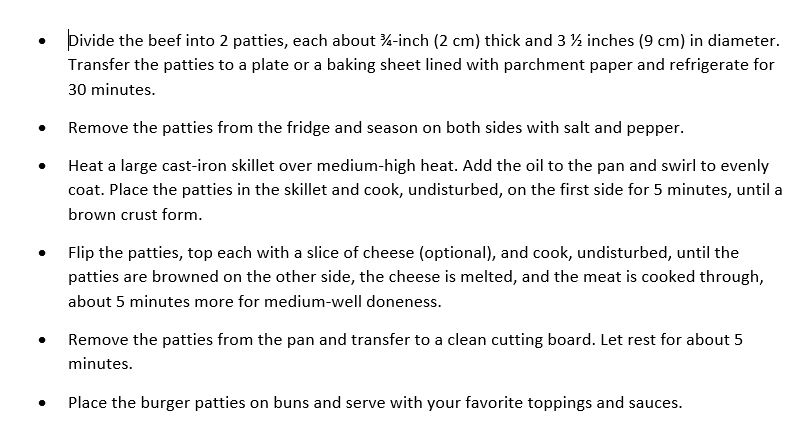 • Divide the beef into 2 patties, each about ¾-inch (2 cm) thick and 3 ½ inches (9 cm) in diameter.
Transfer the patties to a plate or a baking sheet lined with parchment paper and refrigerate for
30 minutes.
• Remove the patties from the fridge and season on both sides with salt and pepper.
• Heat a large cast-iron skillet over medium-high heat. Add the oil to the pan and swirl to evenly
coat. Place the patties in the skillet and cook, undisturbed, on the first side for 5 minutes, until a
brown crust form.
• Flip the patties, top each with a slice of cheese (optional), and cook, undisturbed, until the
patties are browned on the other side, the cheese is melted, and the meat is cooked through,
about 5 minutes more for medium-well doneness.
• Remove the patties from the pan and transfer to a clean cutting board. Let rest for about 5
minutes.
• Place the burger patties on buns and serve with your favorite toppings and sauces.